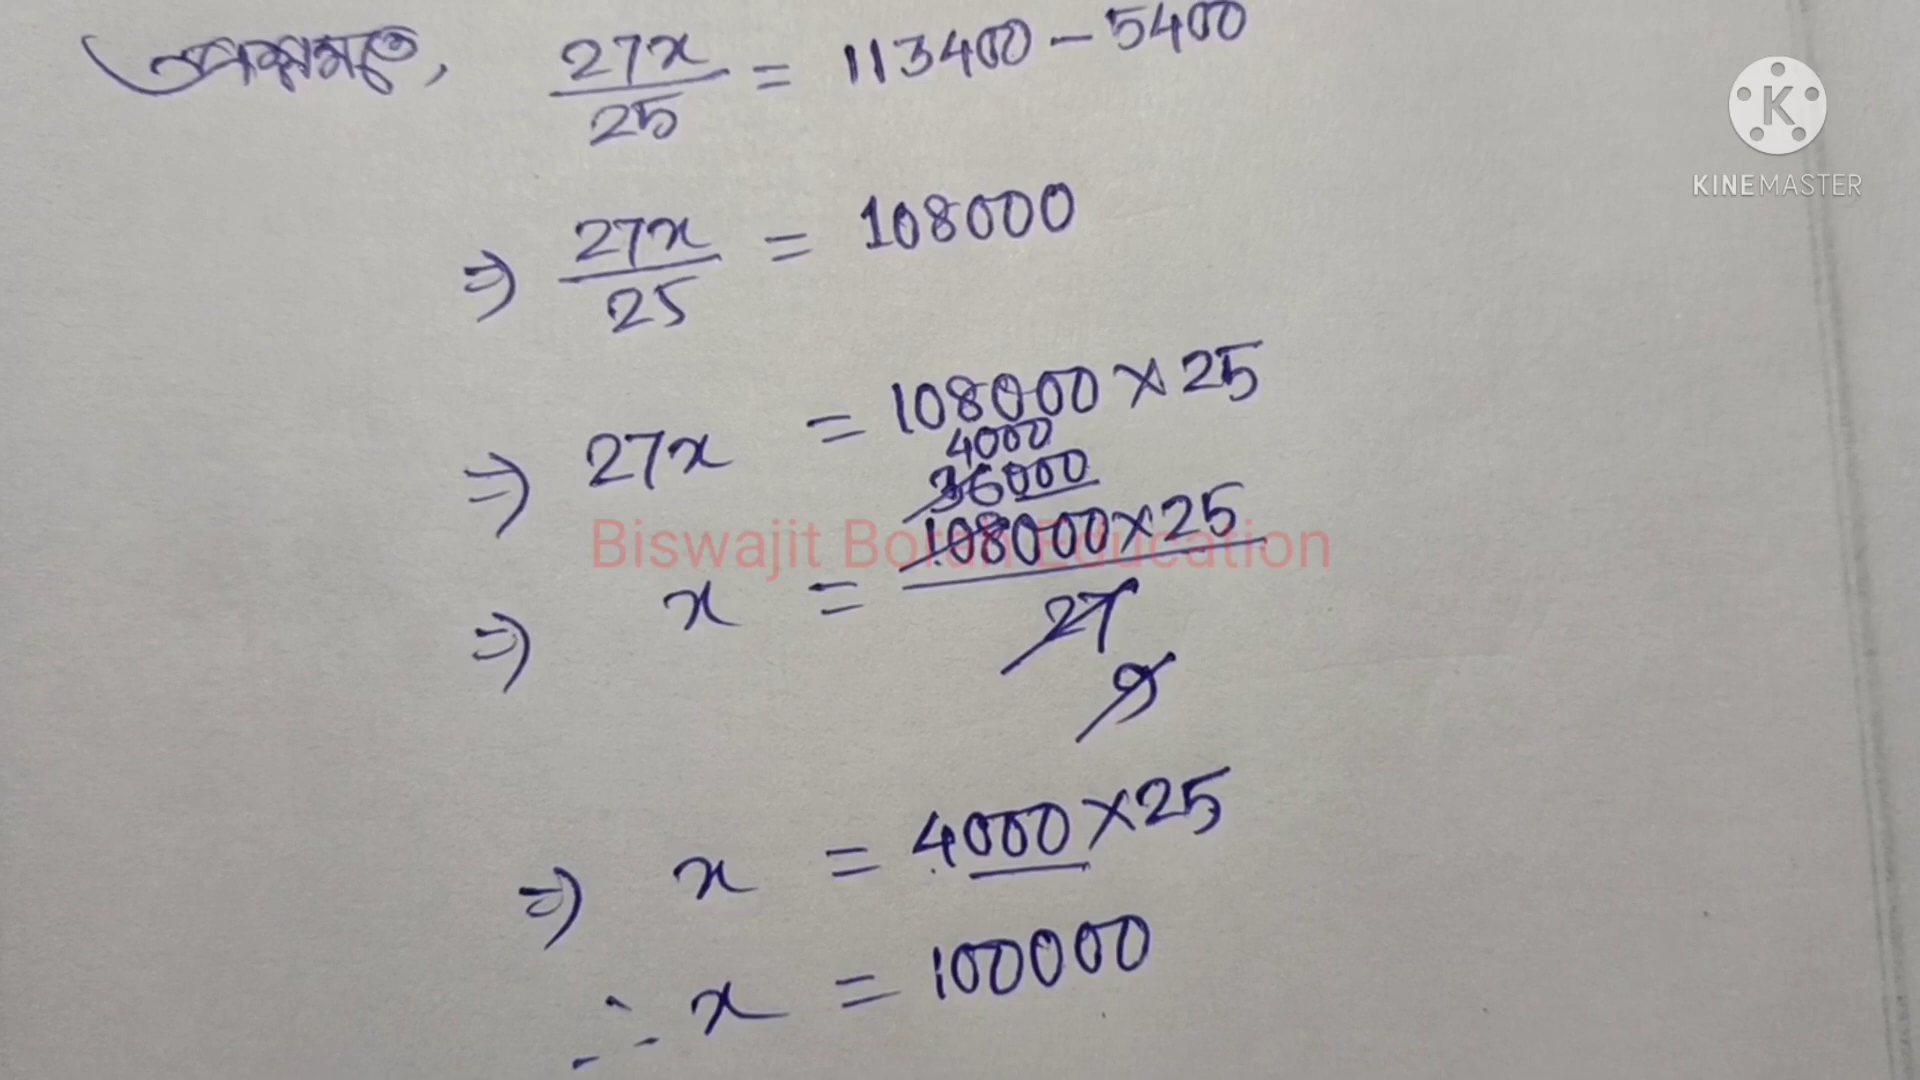 প্ৰশ্নমতে, 27x/25 = 113400 - 5400
K
KINEMASTER
⇒ 27x/25 = 108000
⇒ 27x = 108000 × 25
4000
36000
⇒ x = 108000 × 25 / 27
9
Biswajit Borah Education
⇒ x = 4000 × 25
∴ x = 100000